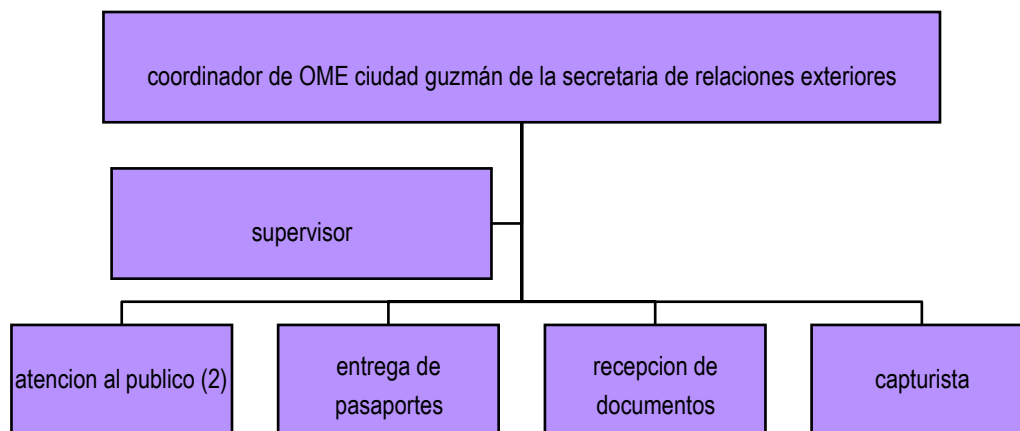 coordinador de OME ciudad guzmán de la secretaria de relaciones exteriores
supervisor
atencion al publico (2)
entrega de
pasaportes
recepcion de
documentos
capturista